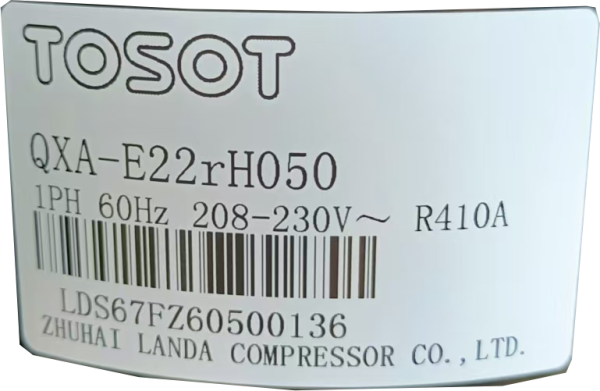 TOSOT
QXA-E22rH050
1PH 60Hz 208-230V～ R410A
LDS67FZ60500136
ZHUHAI LANDA COMPRESSOR CO.,LTD.